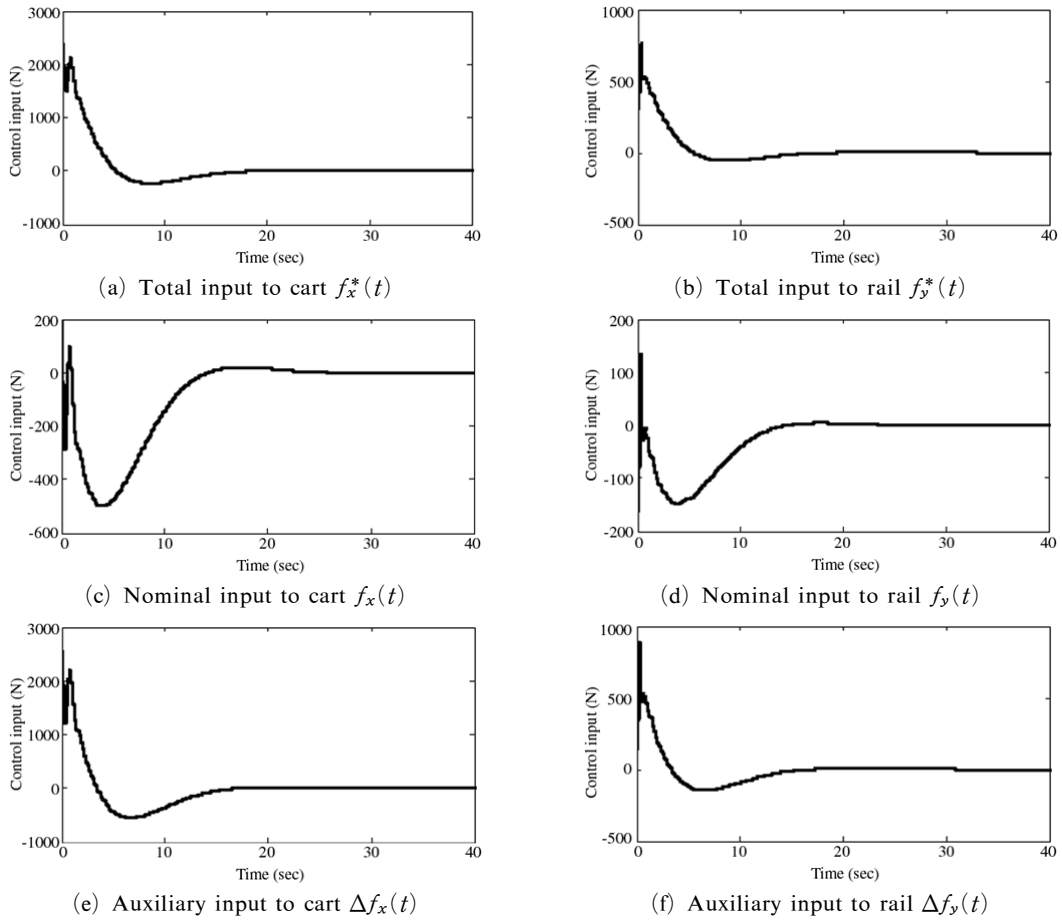 3000
2000
1000
0
-1000
Control input (N)
0 10 20 30 40
Time (sec)
(a) Total input to cart f*x(t)
1000
500
0
-500
Control input (N)
0 10 20 30 40
Time (sec)
(b) Total input to rail f*y(t)
200
0
-200
-400
-600
Control input (N)
0 10 20 30 40
Time (sec)
(c) Nominal input to cart fx(t)
200
100
0
-100
-200
Control input (N)
0 10 20 30 40
Time (sec)
(d) Nominal input to rail fy(t)
3000
2000
1000
0
-1000
Control input (N)
0 10 20 30 40
Time (sec)
(e) Auxiliary input to cart Δfx(t)
1000
500
0
-500
Control input (N)
0 10 20 30 40
Time (sec)
(f) Auxiliary input to rail Δfy(t)